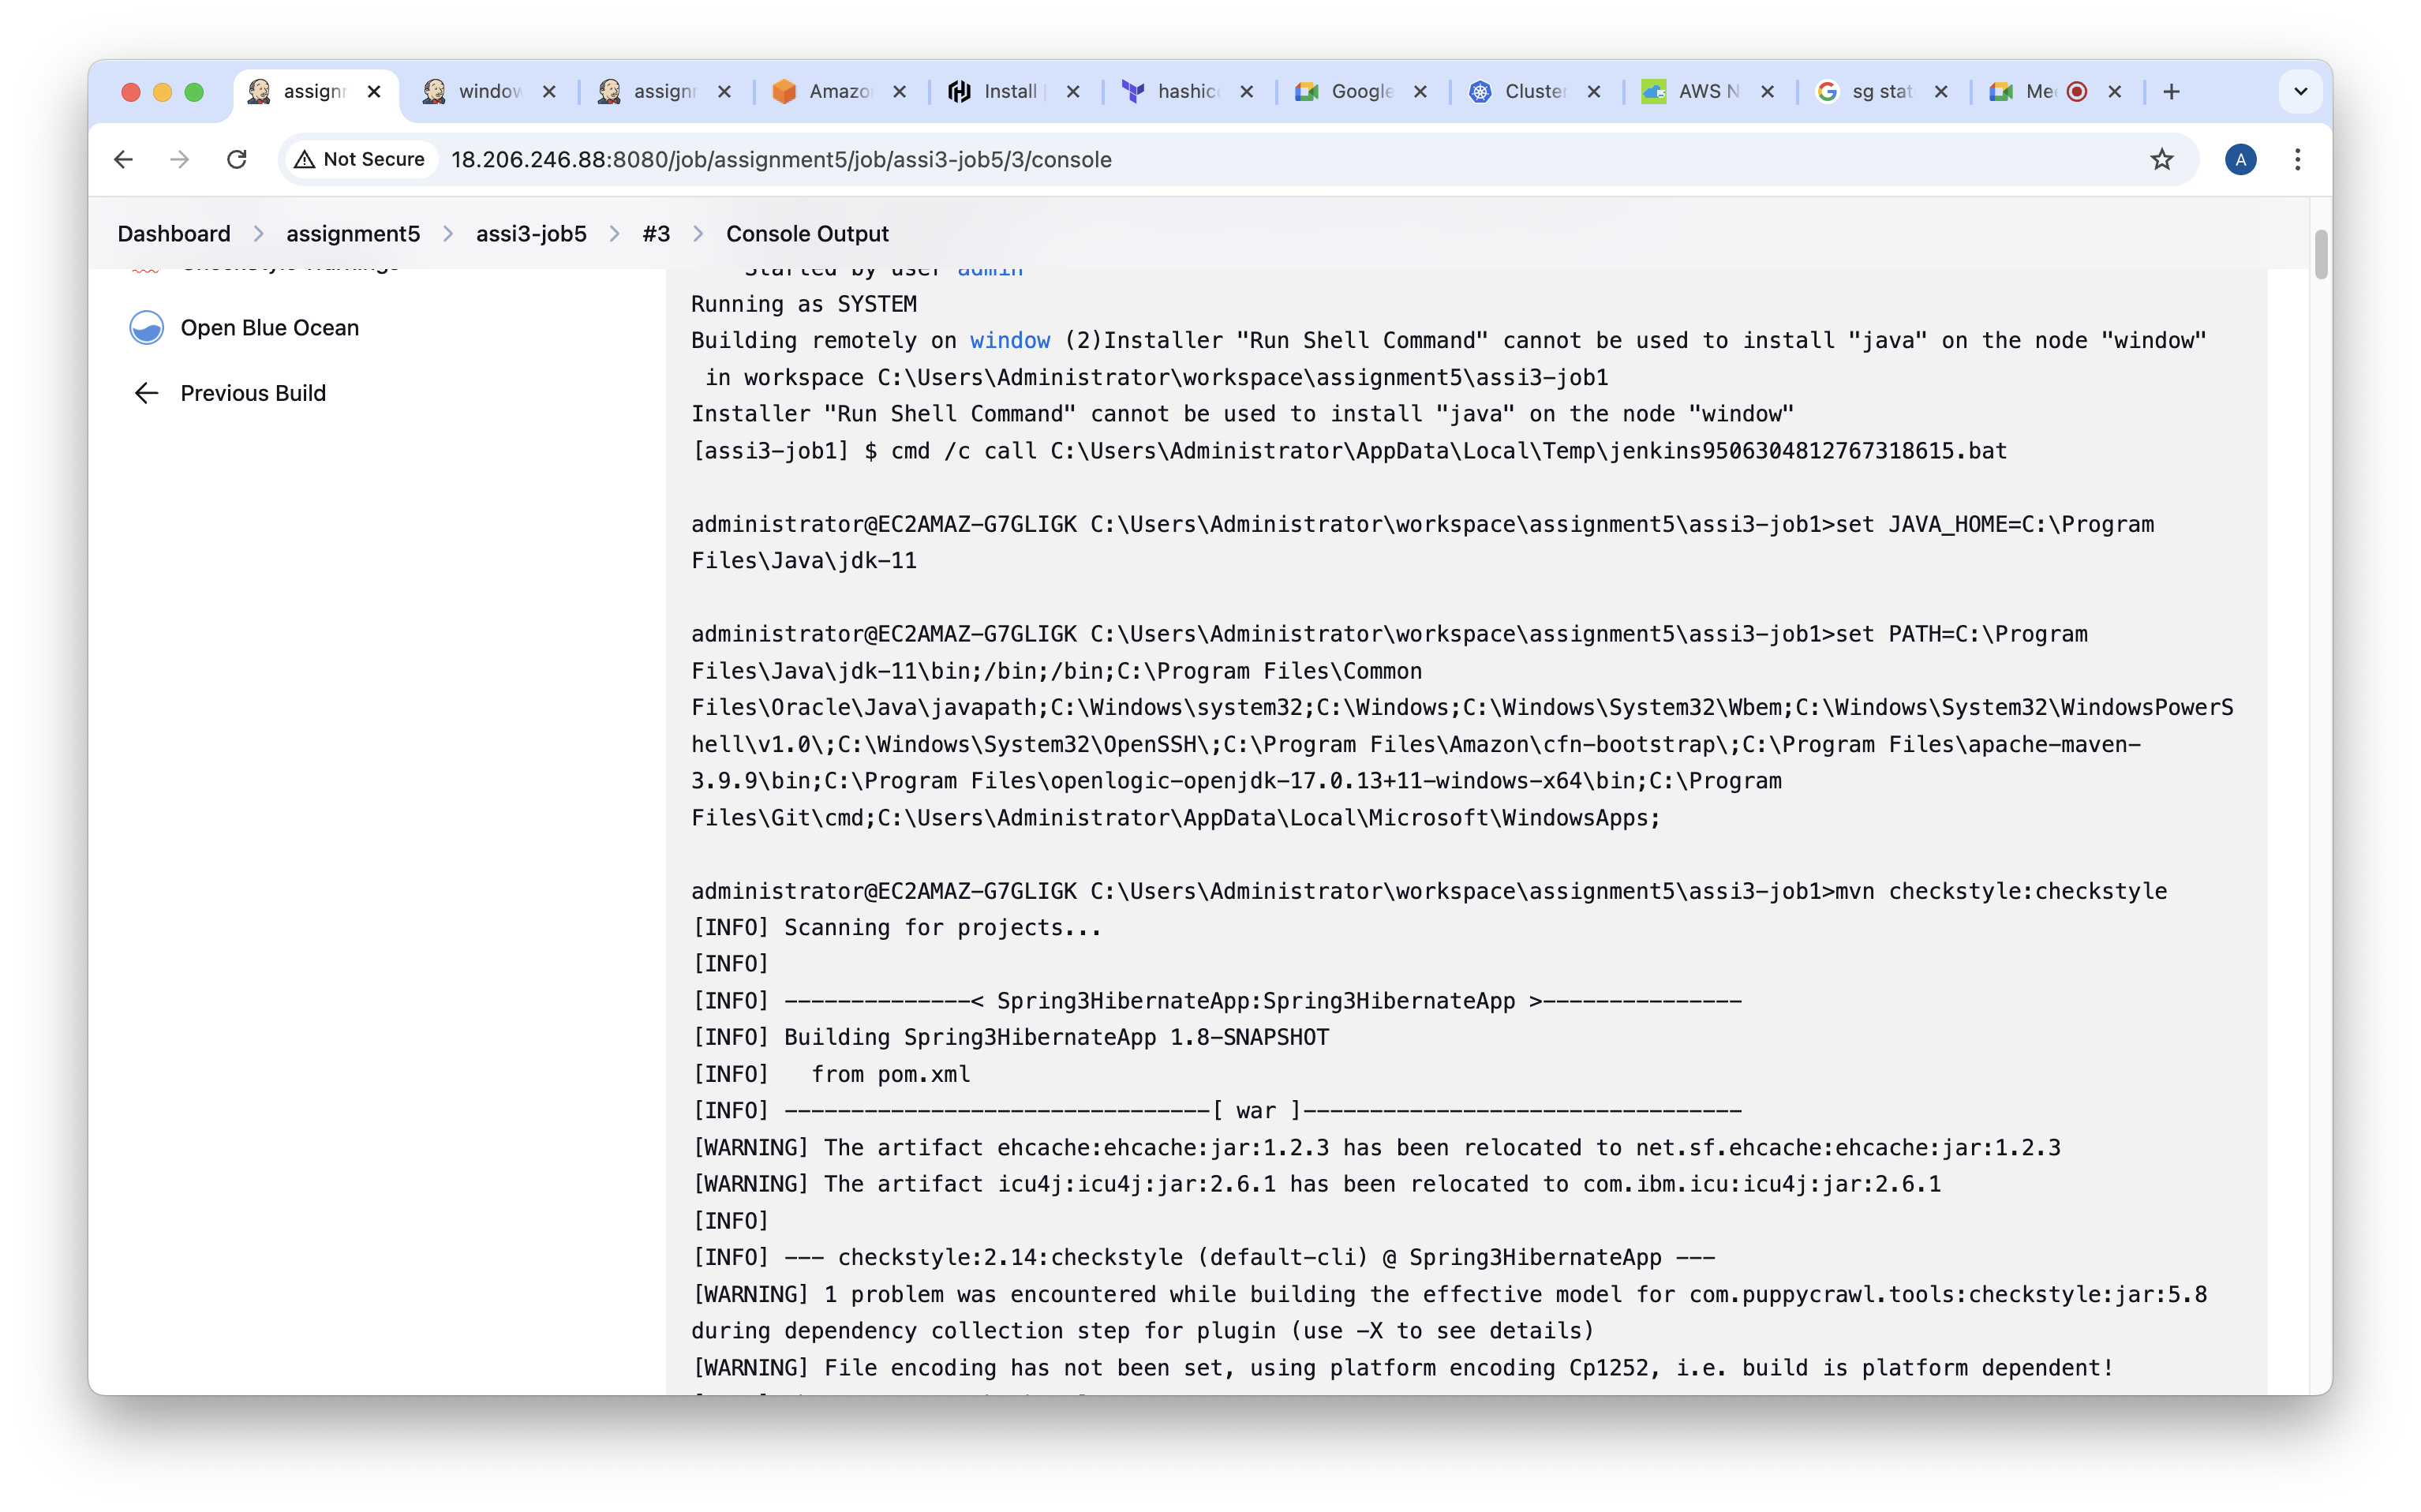 assignr
window
assignr
Amazo
Install
hashic
Google
Cluster
AWS N
sg stat
Me
Not Secure
18.206.246.88:8080/job/assignment5/job/assi3-job5/3/console
A
Dashboard
assignment5
assi3-job5
#3
Console Output
Checkstyle Warnings
Open Blue Ocean
Previous Build
Started by user admin
Running as SYSTEM
Building remotely on window (2)Installer "Run Shell Command" cannot be used to install "java" on the node "window"
in workspace C:\Users\Administrator\workspace\assignment5\assi3-job1
Installer "Run Shell Command" cannot be used to install "java" on the node "window"
[assi3-job1] $ cmd /c call C:\Users\Administrator\AppData\Local\Temp\jenkins9506304812767318615.bat
administrator@EC2AMAZ-G7GLIGK C:\Users\Administrator\workspace\assignment5\assi3-job1>set JAVA_HOME=C:\Program
Files\Java\jdk-11
administrator@EC2AMAZ-G7GLIGK C:\Users\Administrator\workspace\assignment5\assi3-job1>set PATH=C:\Program
Files\Java\jdk-11\bin;/bin;/bin;C:\Program Files\Common
Files\Oracle\Java\javapath;C:\Windows\system32;C:\Windows;C:\Windows\System32\Wbem;C:\Windows\System32\WindowsPowerS
hell\v1.0\;C:\Windows\System32\OpenSSH\;C:\Program Files\Amazon\cfn-bootstrap\;C:\Program Files\apache-maven-
3.9.9\bin;C:\Program Files\openlogic-openjdk-17.0.13+11-windows-x64\bin;C:\Program
Files\Git\cmd;C:\Users\Administrator\AppData\Local\Microsoft\WindowsApps;
administrator@EC2AMAZ-G7GLIGK C:\Users\Administrator\workspace\assignment5\assi3-job1>mvn checkstyle:checkstyle
[INFO] Scanning for projects...
[INFO]
[INFO] --------------< Spring3HibernateApp:Spring3HibernateApp >---------------
[INFO] Building Spring3HibernateApp 1.8-SNAPSHOT
[INFO]   from pom.xml
[INFO] --------------------------------[ war ]---------------------------------
[WARNING] The artifact ehcache:ehcache:jar:1.2.3 has been relocated to net.sf.ehcache:ehcache:jar:1.2.3
[WARNING] The artifact icu4j:icu4j:jar:2.6.1 has been relocated to com.ibm.icu:icu4j:jar:2.6.1
[INFO]
[INFO] --- checkstyle:2.14:checkstyle (default-cli) @ Spring3HibernateApp ---
[WARNING] 1 problem was encountered while building the effective model for com.puppycrawl.tools:checkstyle:jar:5.8
during dependency collection step for plugin (use -X to see details)
[WARNING] File encoding has not been set, using platform encoding Cp1252, i.e. build is platform dependent!